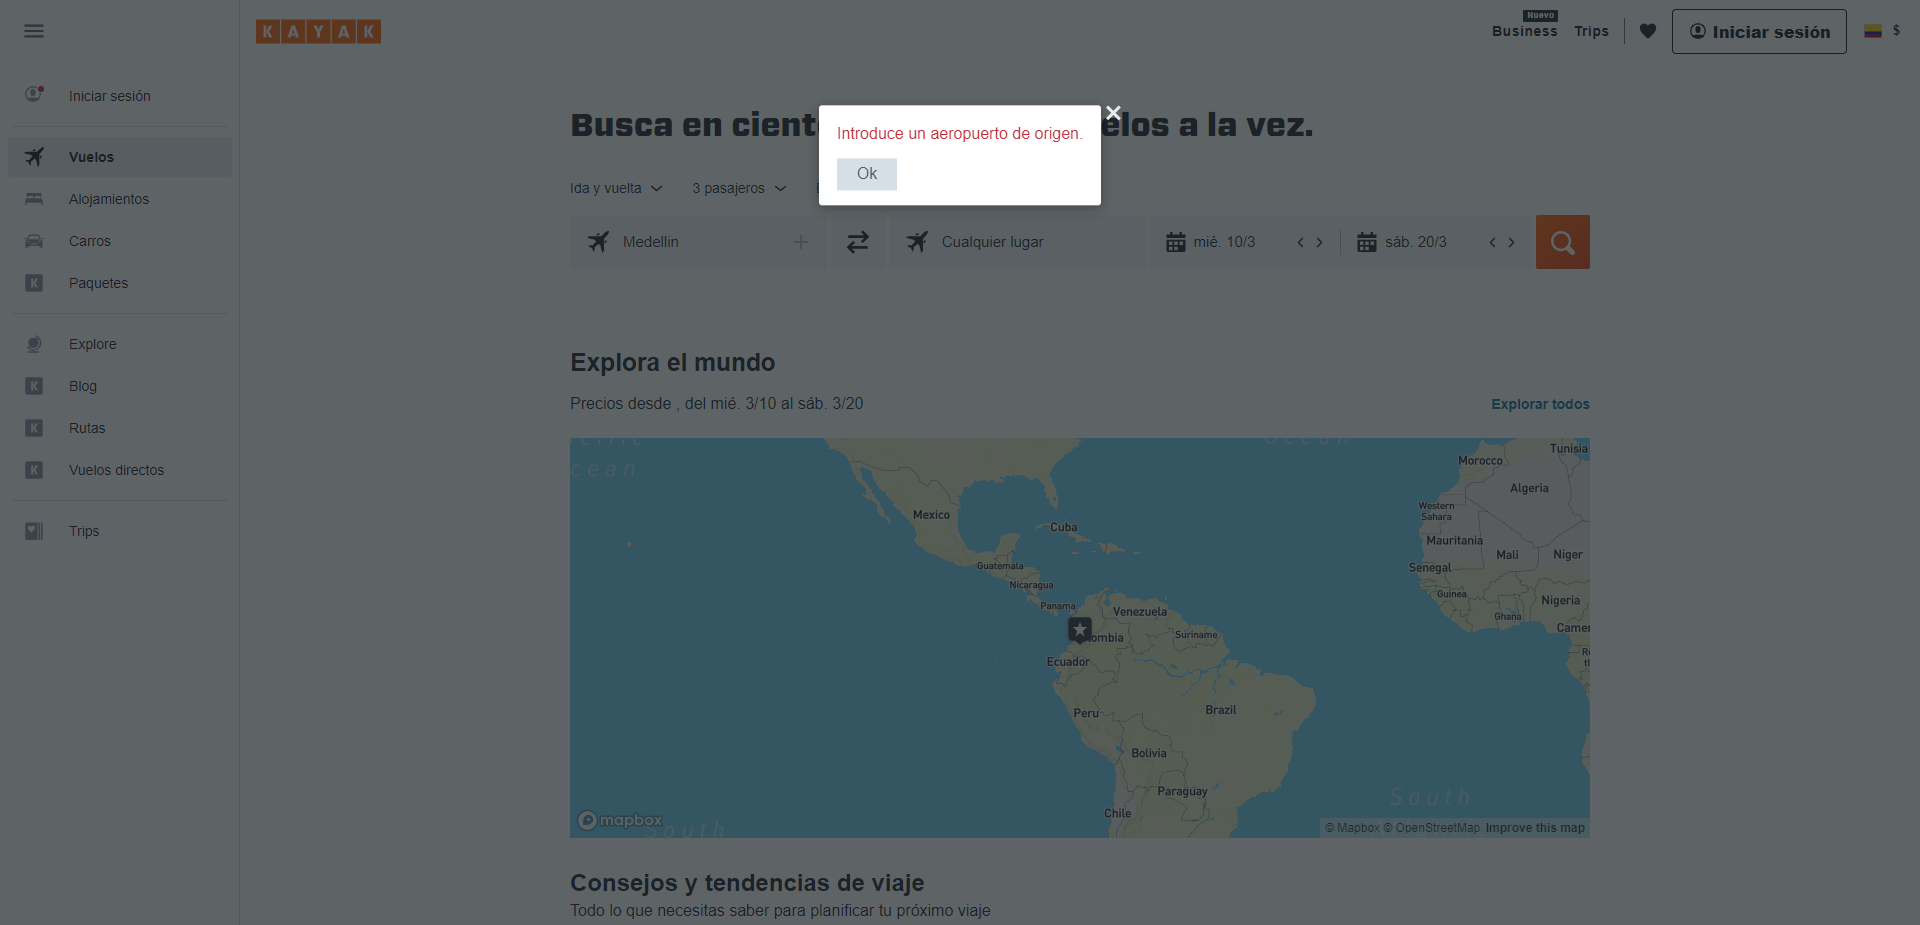 KAYAK
Nuevo
Business
Trips
Iniciar sesión
$
Iniciar sesión
Vuelos
Alojamientos
Carros
Paquetes
Explore
Blog
Rutas
Vuelos directos
Trips
Busca en
a la vez.
Introduce un aeropuerto de origen.
Ok
Ida y vuelta
3 pasajeros
Medellin
Cualquier lugar
mié. 10/3
sáb. 20/3
Explora el mundo
Precios desde , del mié. 3/10 al sáb. 3/20
Explorar todos
cean
Ocean
Tunisia
Morocco
Algeria
Western
Sahara
Mexico
Cuba
Mauritania
Mali
Niger
Guatemala
Senegal
Nicaragua
Guinea
Panama
Venezuela
Nigeria
Ghana
ombia
Suriname
Camer
Ecuador
Peru
Brazil
Bolivia
Paraguay
South
Chile
mapbox
South
© Mapbox © OpenStreetMap Improve this map
Consejos y tendencias de viaje
Todo lo que necesitas saber para planificar tu próximo viaje